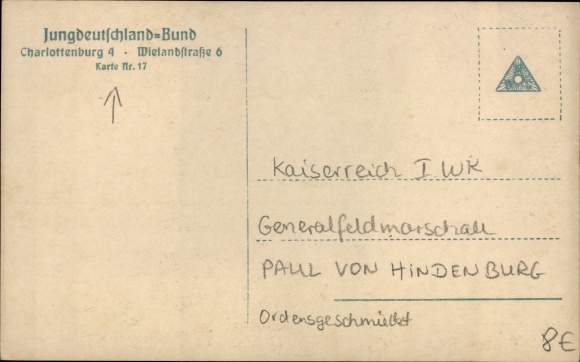 Jungdeutschland=Bund
Charlottenburg 4 · Wielandstraße 6
Karte Nr. 17
Kaiserreich I WK
Generalfeldmarschall
PAUL VON HINDENBURG
Ordensgeschmückt
8€